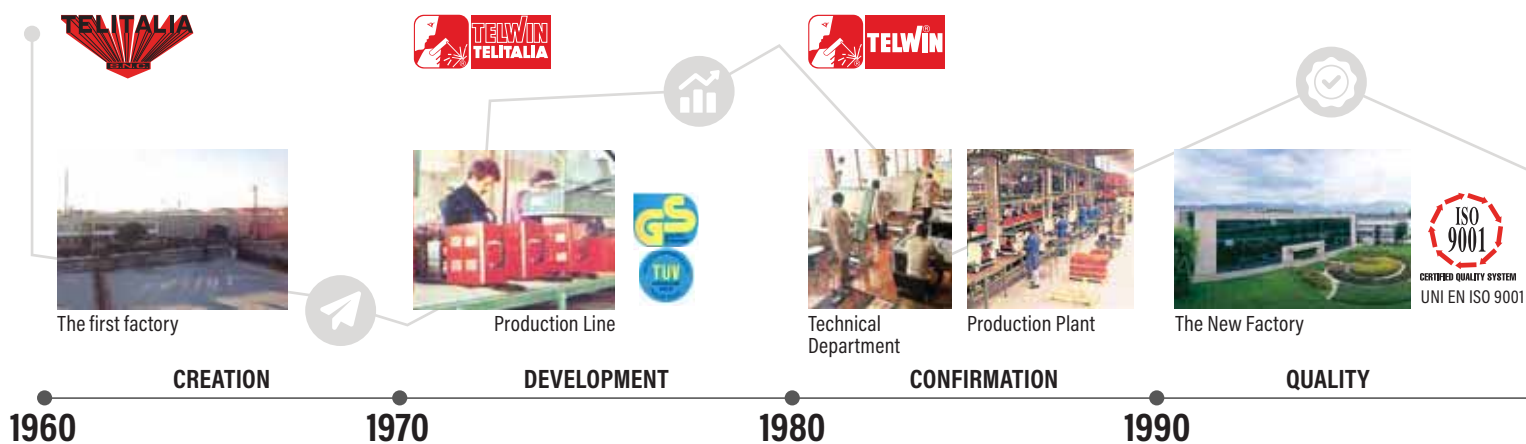 TELITALIA
S.N.C.
TELWIN
TELITALIA
TELWIN®
GS
TÜV
ISO
9001
CERTIFIED QUALITY SYSTEM
UNI EN ISO 9001
The first factory
Production Line
Technical
Department
Production Plant
The New Factory
CREATION
DEVELOPMENT
CONFIRMATION
QUALITY
1960
1970
1980
1990